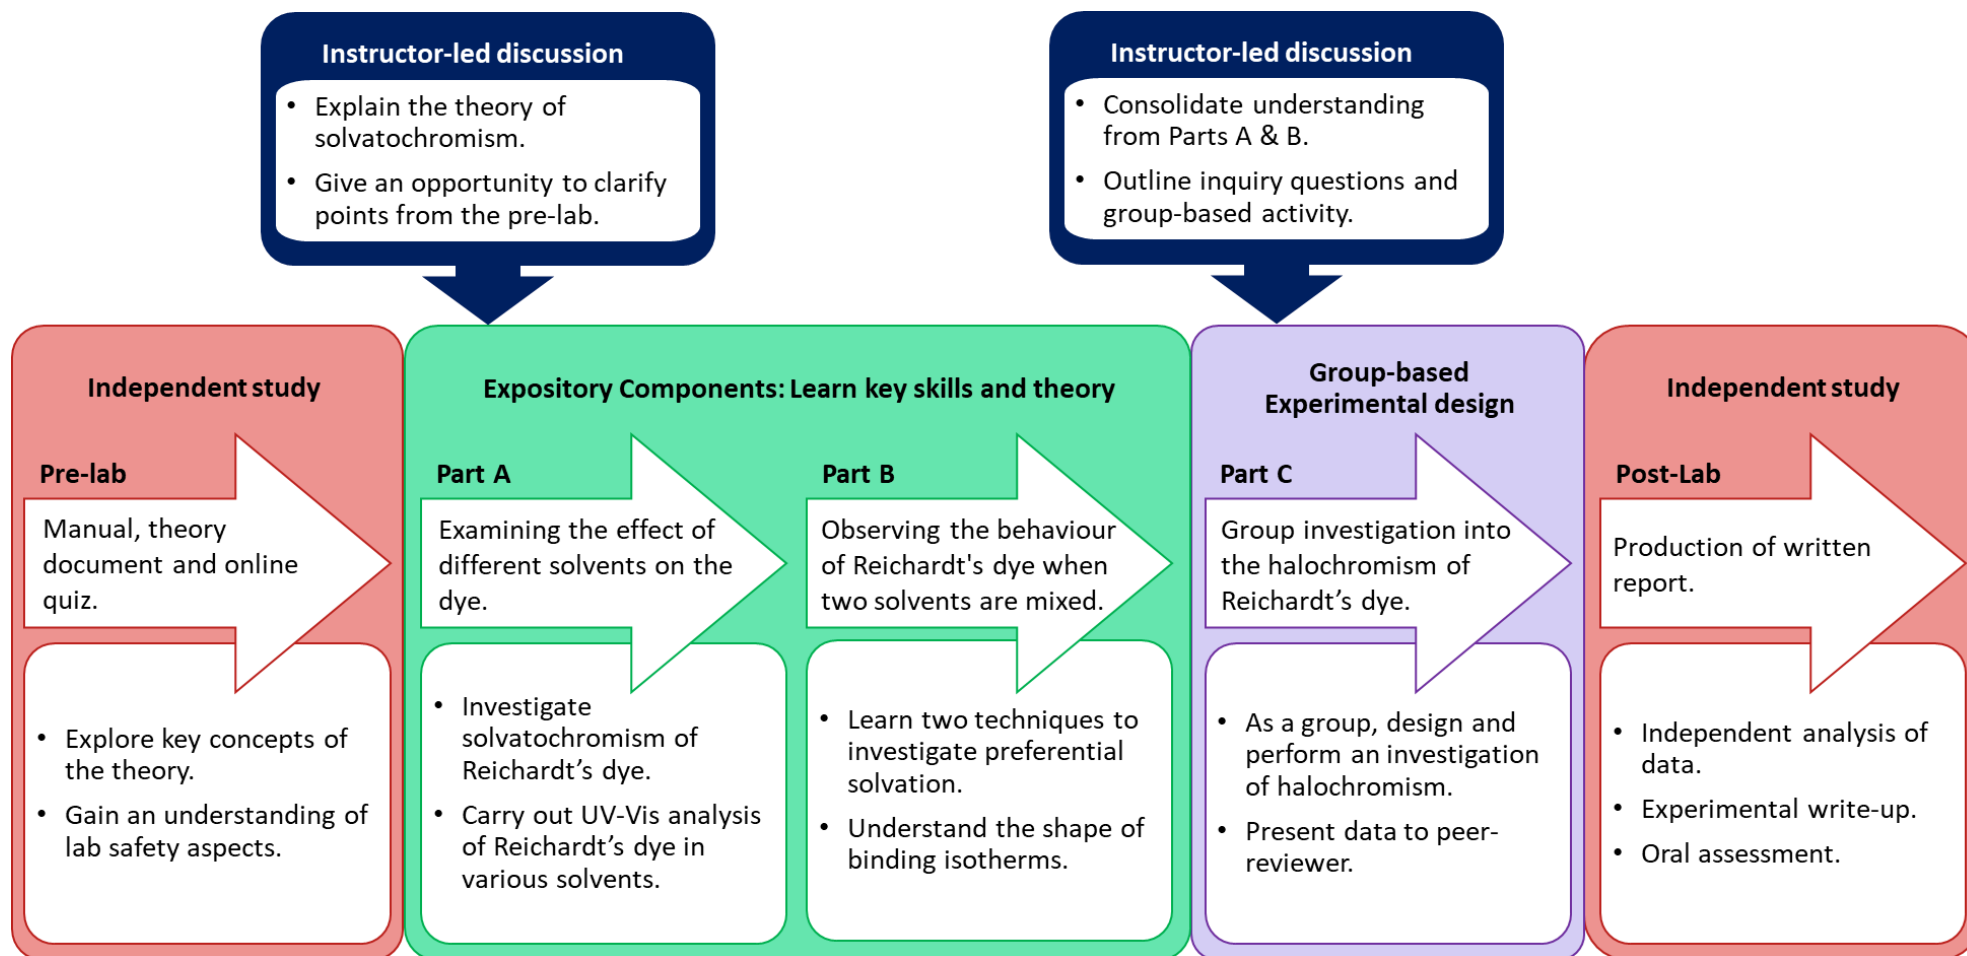 Instructor-led discussion
• Explain the theory of
solvatochromism.
• Give an opportunity to clarify
points from the pre-lab.
Instructor-led discussion
• Consolidate understanding
from Parts A & B.
• Outline inquiry questions and
group-based activity.
Independent study
Pre-lab
Manual, theory
document and online
quiz.
• Explore key concepts of
the theory.
• Gain an understanding of
lab safety aspects.
Expository Components: Learn key skills and theory
Part A
Examining the effect of
different solvents on the
dye.
• Investigate
solvatochromism of
Reichardt’s dye.
• Carry out UV-Vis analysis
of Reichardt’s dye in
various solvents.
Part B
Observing the behaviour
of Reichardt's dye when
two solvents are mixed.
• Learn two techniques to
investigate preferential
solvation.
• Understand the shape of
binding isotherms.
Group-based
Experimental design
Part C
Group investigation into
the halochromism of
Reichardt’s dye.
• As a group, design and
perform an investigation
of halochromism.
• Present data to peer-
reviewer.
Independent study
Post-Lab
Production of written
report.
• Independent analysis of
data.
• Experimental write-up.
• Oral assessment.